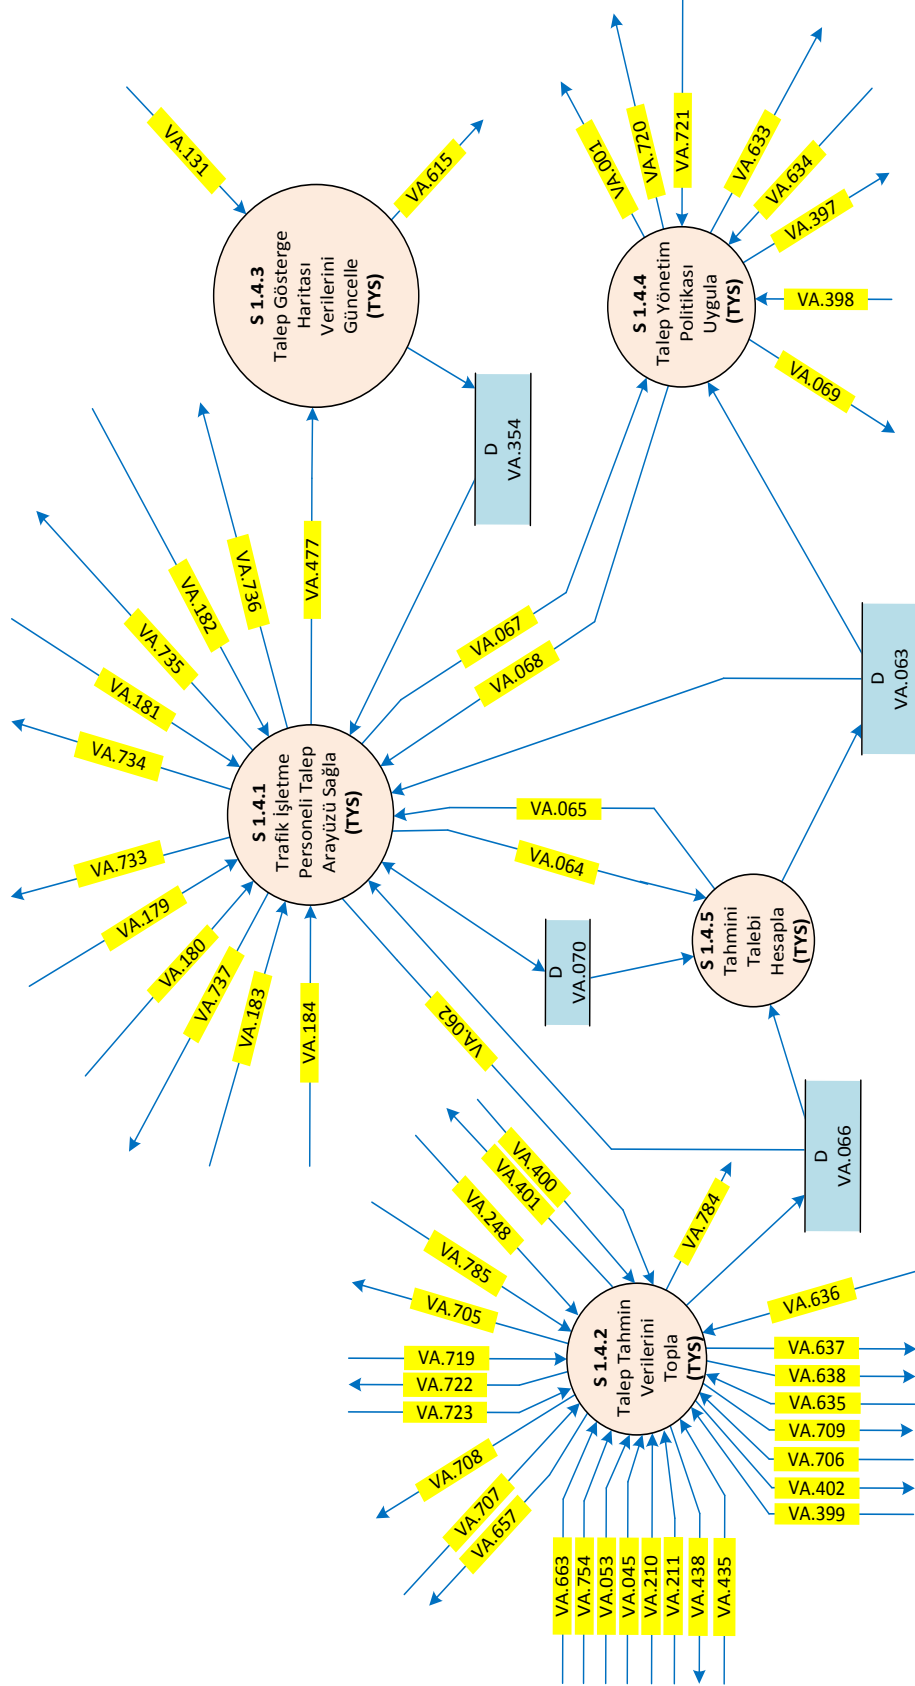 VA.131
VA.615
S 1.4.3
Talep Gösterge
Haritası
Verilerini
Güncelle
(TYS)
D
VA.354
VA.477
VA.736
VA.182
VA.735
VA.181
VA.734
VA.733
VA.179
VA.180
VA.737
VA.183
VA.184
S 1.4.1
Trafik İşletme
Personeli Talep
Arayüzü Sağla
(TYS)
VA.067
VA.068
VA.065
VA.064
VA.062
S 1.4.4
Talep Yönetim
Politikası
Uygula
(TYS)
VA.001
VA.720
VA.721
VA.633
VA.634
VA.397
VA.398
VA.069
D
VA.063
D
VA.070
S 1.4.5
Tahmini
Talebi
Hesapla
(TYS)
D
VA.066
S 1.4.2
Talep Tahmin
Verilerini
Topla
(TYS)
VA.400
VA.401
VA.248
VA.785
VA.705
VA.719
VA.722
VA.723
VA.708
VA.707
VA.657
VA.663
VA.754
VA.053
VA.045
VA.210
VA.211
VA.438
VA.435
VA.784
VA.636
VA.637
VA.638
VA.635
VA.709
VA.706
VA.402
VA.399